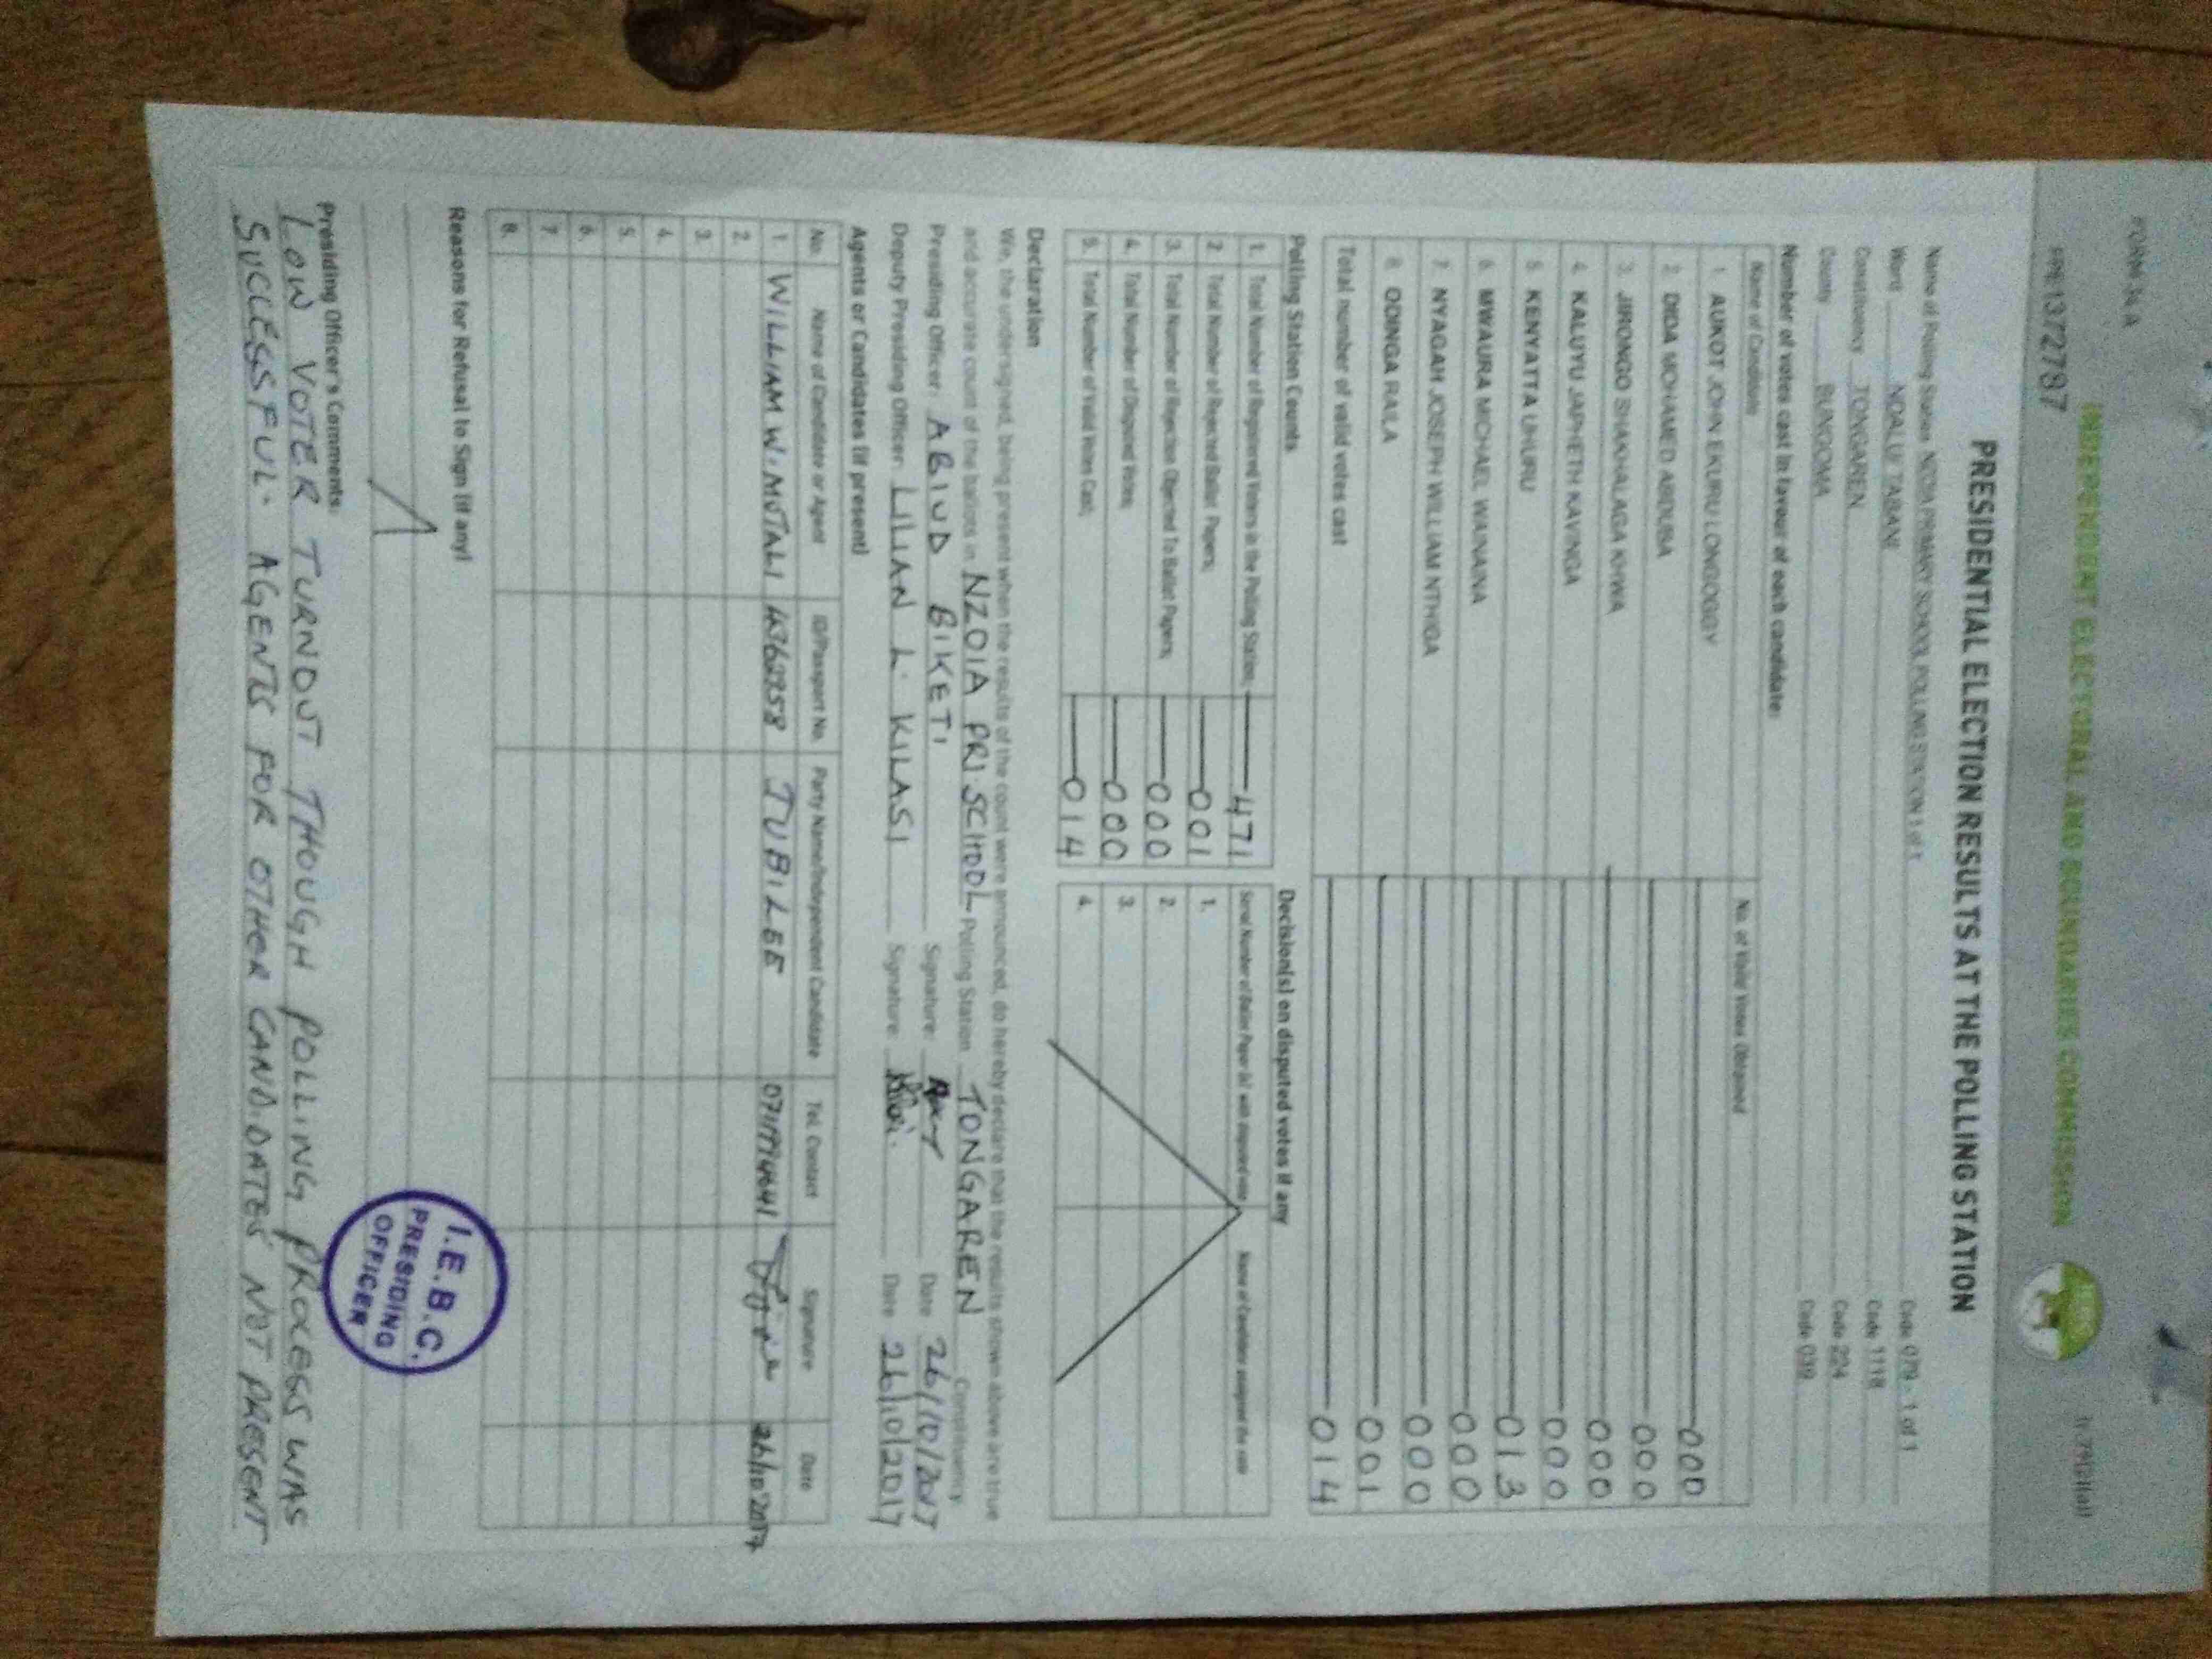 FORM 34 A
INDEPENDENT ELECTORAL AND BOUNDARIES COMMISSION
PRE 1372787
PRESIDENTIAL ELECTION RESULTS AT THE POLLING STATION
Name of Polling Station NZOIA PRIMARY SCHOOL POLLING STATION 1 of 1 Code 079 - 1 of 1
Ward NDALU/ TABANI Code 1118
Constituency TONGAREN Code 224
County BUNGOMA Code 039
Number of votes cast in favour of each candidate:
Name of Candidate No. of Valid Votes Obtained
1. AUKOT JOHN EKURU LONGOGGY 000
2. DIDA MOHAMED ABDUBA 000
3. JIRONGO SHAKHALAGA KHWA 000
4. KALUYU JAPHETH KAVINGA 000
5. KENYATTA UHURU 013
6. MWAURA MICHAEL WAINAINA 000
7. NYAGAH JOSEPH WILLIAM NTHIGA 000
8. ODINGA RAILA 001
Total number of valid votes cast 014
Polling Station Counts
1. Total Number of Registered Voters in the Polling Station; 471
2. Total Number of Rejected Ballot Papers; 001
3. Total Number of Rejection Objected To Ballot Papers; 000
4. Total Number of Disputed Votes; 000
5. Total Number of Valid Votes Cast; 014
Decision(s) on disputed votes if any
Serial Number of Ballot Paper (s) with disputed vote Name of Candidate assigned the vote
1.
2.
3.
4.
Declaration
We, the undersigned, being present when the results of the count were announced, do hereby declare that the results shown above are true
and accurate count of the ballots in NZOIA PRI. SCHOOL Polling Station TONGAREN Constituency
Presiding Officer: ABIUD BIKETI Signature: Date 26/10/2017
Deputy Presiding Officer: LILIAN L. KILASI Signature: Date 26/10/2017
Agents or Candidates (if present)
No. Name of Candidate or Agent ID/Passport No. Party Name/Independent Candidate Tel. Contact Signature Date
1. WILLIAM W. MUTALI JUBILEE 26/10/2017
2.
3.
4.
5.
6.
7.
8.
Reasons for Refusal to Sign (if any)
Presiding Officer's Comments:
LOW VOTER TURNOUT THOUGH POLLING PROCESS WAS
SUCCESSFUL. AGENTS FOR OTHER CANDIDATES NOT PRESENT
I.E.B.C.
PRESIDING
OFFICER